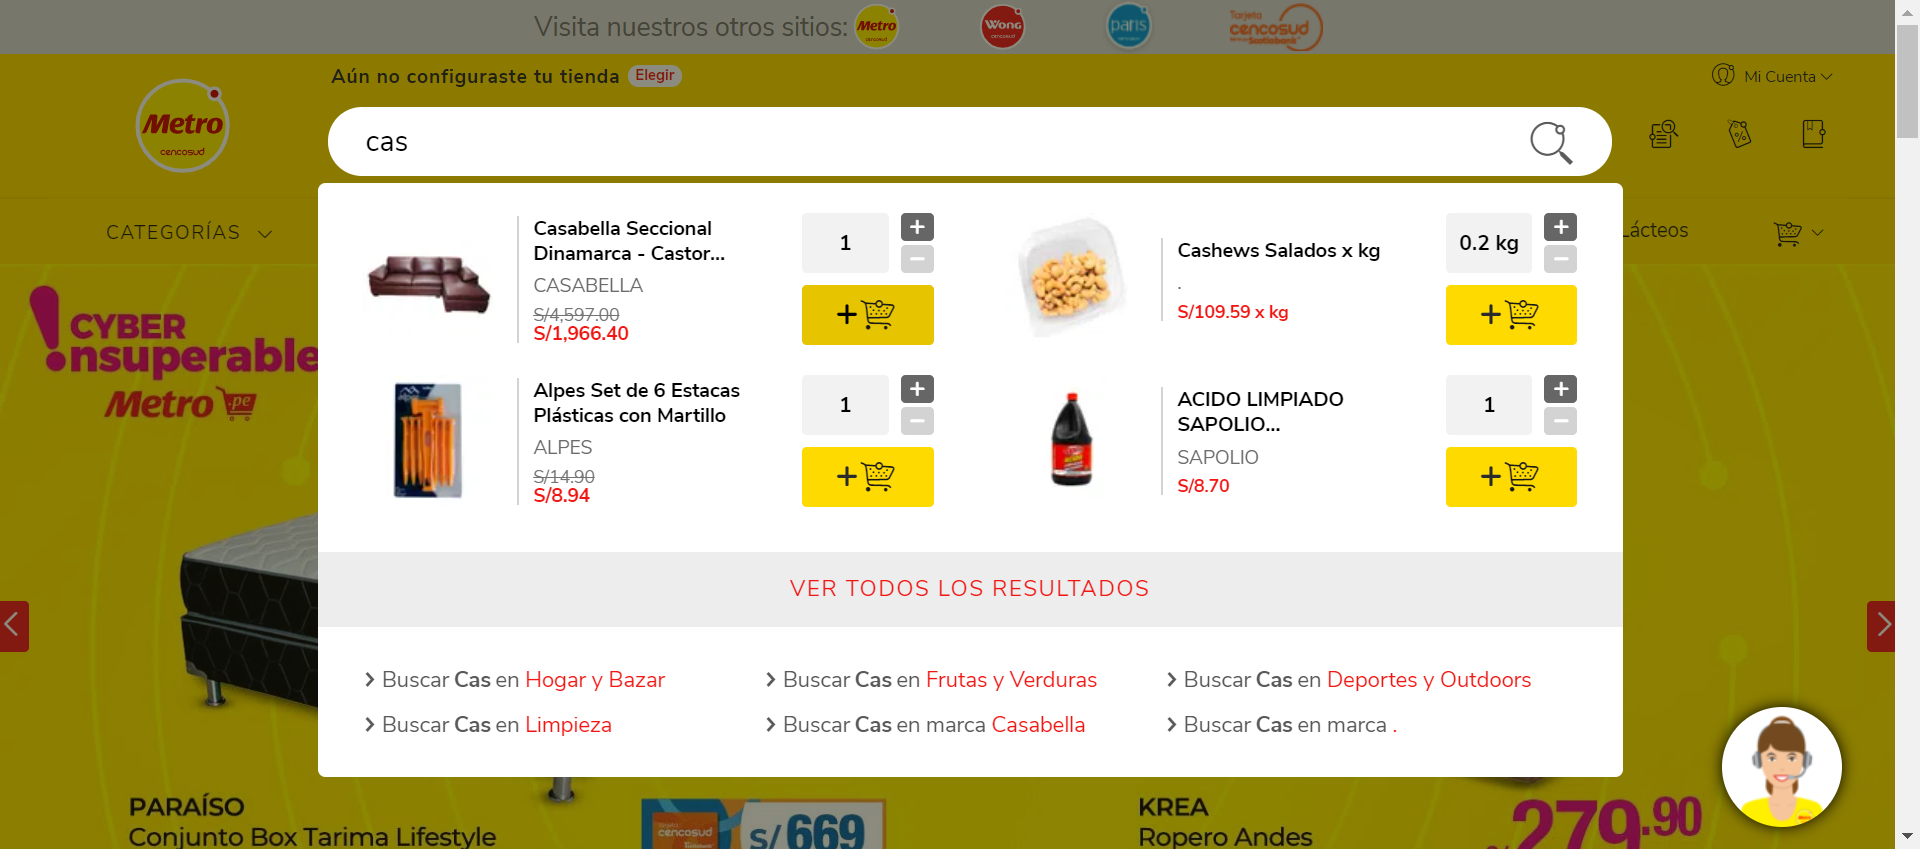 Visita nuestros otros sitios:
Metro
cencosud
Wong
cencosud
paris
cencosud
Tarjeta
cencosud
Scotiabank
Aún no configuraste tu tienda Elegir
Mi Cuenta
Metro
cencosud
cas
CATEGORÍAS
Lácteos
Casabella Seccional
Dinamarca - Castor...
CASABELLA
S/4,597.00
S/1,966.40
1
+
−
+
Cashews Salados x kg
.
S/109.59 x kg
0.2 kg
+
−
+
Alpes Set de 6 Estacas
Plásticas con Martillo
ALPES
S/14.90
S/8.94
1
+
−
+
ACIDO LIMPIADO
SAPOLIO...
SAPOLIO
S/8.70
1
+
−
+
VER TODOS LOS RESULTADOS
Buscar Cas en Hogar y Bazar
Buscar Cas en Frutas y Verduras
Buscar Cas en Deportes y Outdoors
Buscar Cas en Limpieza
Buscar Cas en marca Casabella
Buscar Cas en marca .
CYBER
!nsuperable
Metro.pe
PARAÍSO
Conjunto Box Tarima Lifestyle
cencosud
S/669
KREA
Ropero Andes
279.90